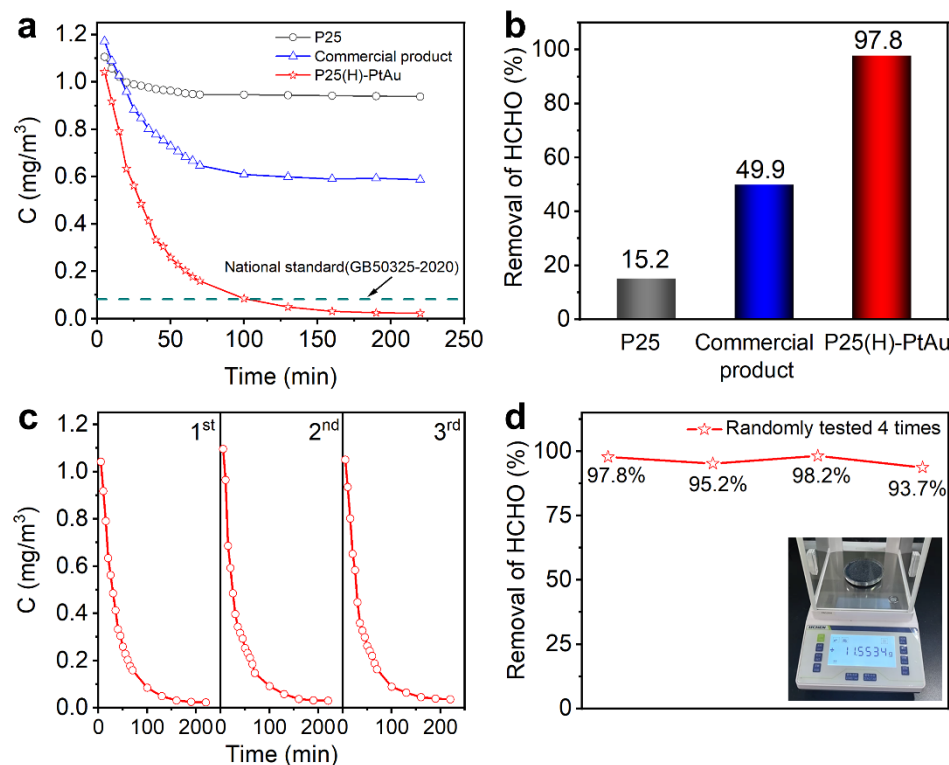 a
C (mg/m³)
1.2
1.0
0.8
0.6
0.4
0.2
0.0
P25
Commercial product
P25(H)-PtAu
National standard(GB50325-2020)
0 50 100 150 200 250
Time (min)
b
Removal of HCHO (%)
100
80
60
40
20
0
15.2
49.9
97.8
P25 Commercial P25(H)-PtAu
product
c
C (mg/m³)
1.2
1.0
0.8
0.6
0.4
0.2
0.0
1st
2nd
3rd
0 100 200 0 100 200 0 100 200
Time (min)
d
Removal of HCHO (%)
100
75
50
25
0
Randomly tested 4 times
97.8%
95.2%
98.2%
93.7%
11.5534g